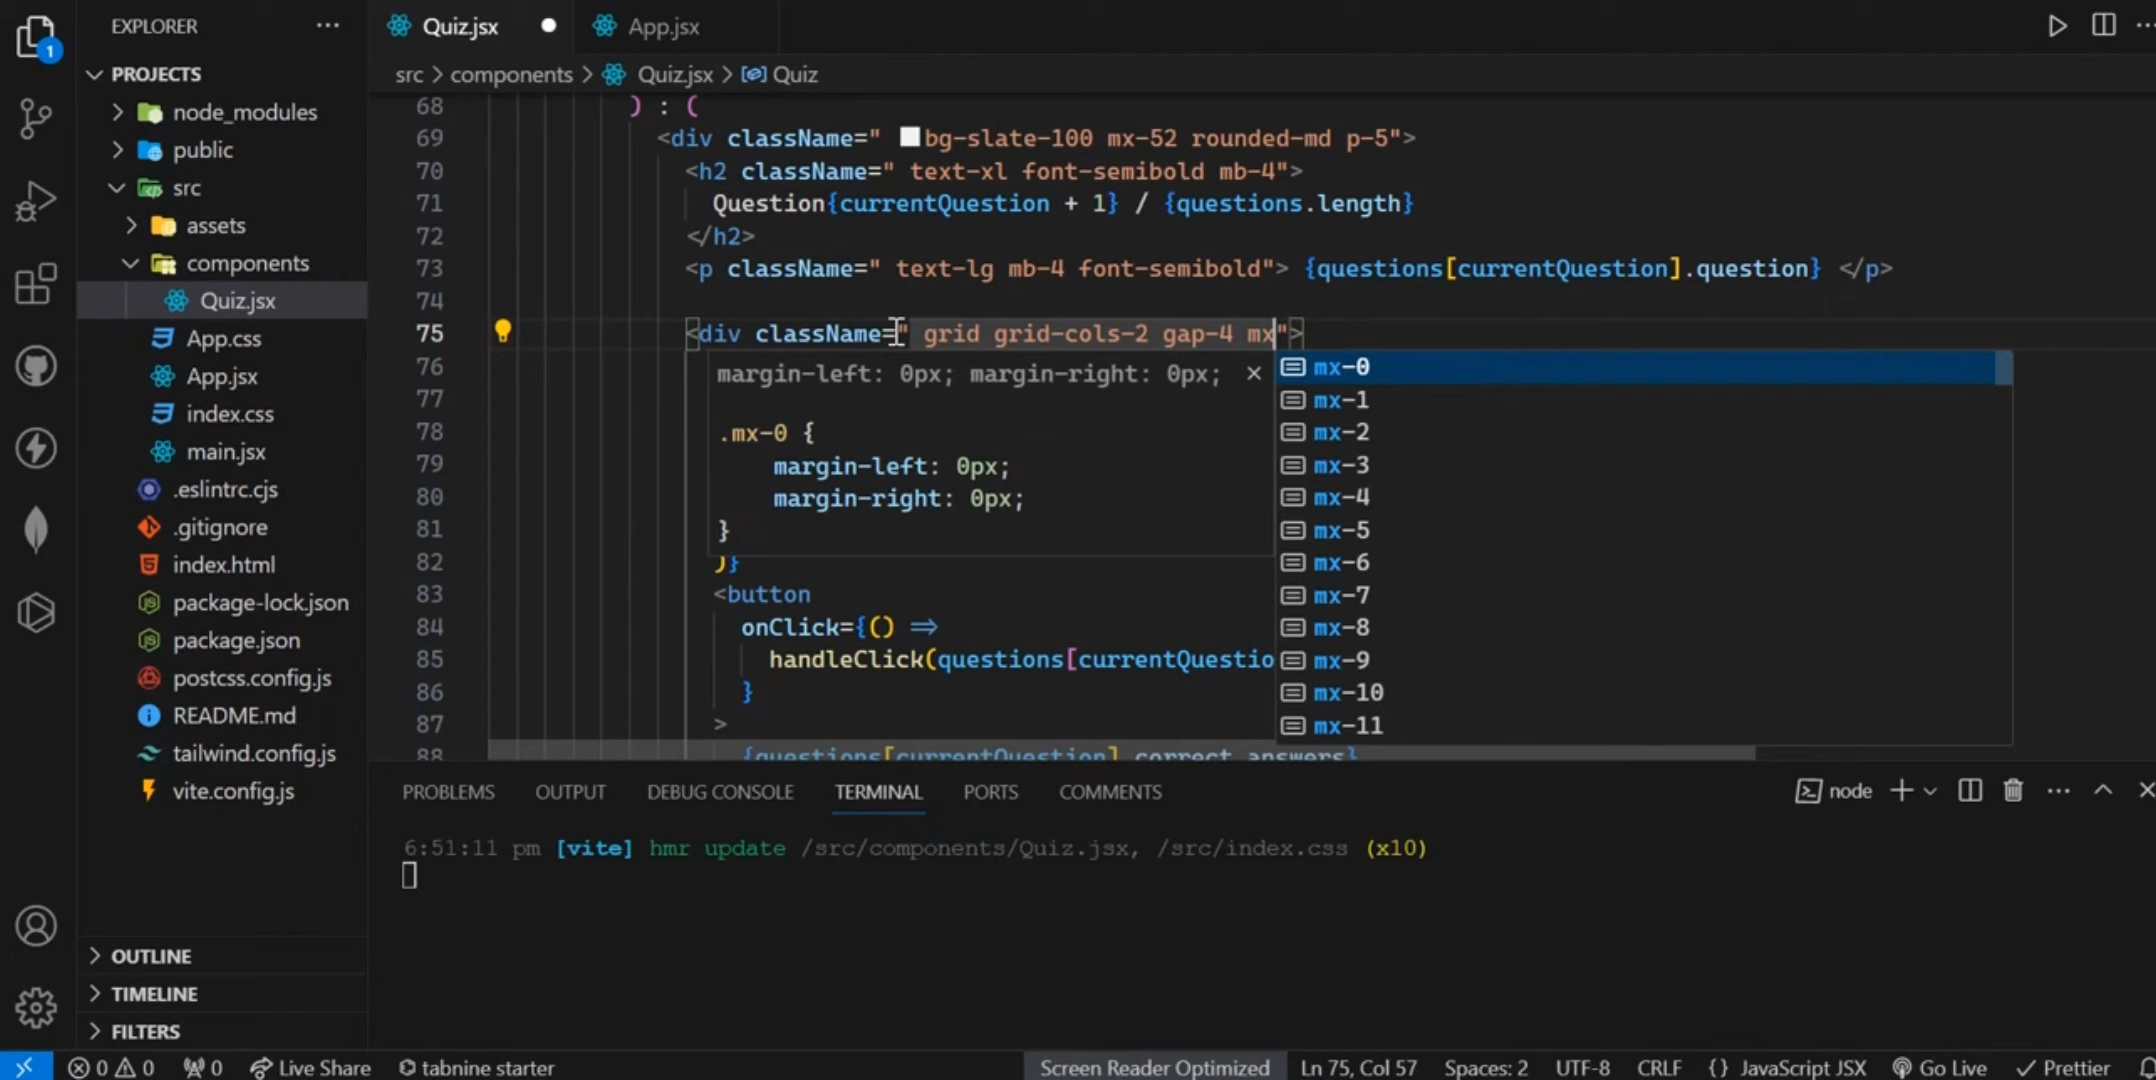 EXPLORER
PROJECTS
node_modules
public
src
assets
components
Quiz.jsx
App.css
App.jsx
index.css
main.jsx
.eslintrc.cjs
.gitignore
index.html
package-lock.json
package.json
postcss.config.js
README.md
tailwind.config.js
vite.config.js
OUTLINE
TIMELINE
FILTERS
1
Quiz.jsx
App.jsx
src > components > Quiz.jsx > Quiz
68 ) : (
69 <div className=" bg-slate-100 mx-52 rounded-md p-5">
70 <h2 className=" text-xl font-semibold mb-4">
71 Question{currentQuestion + 1} / {questions.length}
72 </h2>
73 <p className=" text-lg mb-4 font-semibold"> {questions[currentQuestion].question} </p>
74
75 <div className=" grid grid-cols-2 gap-4 mx">
76
77
78
79
80
81
82 )}
83 <button
84 onClick={() =>
85 handleClick(questions[currentQuestio
86 }
87 >
88 {questions[currentQuestion].correct_answers}
margin-left: 0px; margin-right: 0px;
.mx-0 {
margin-left: 0px;
margin-right: 0px;
}
mx-0
mx-1
mx-2
mx-3
mx-4
mx-5
mx-6
mx-7
mx-8
mx-9
mx-10
mx-11
PROBLEMS OUTPUT DEBUG CONSOLE TERMINAL PORTS COMMENTS
node
6:51:11 pm [vite] hmr update /src/components/Quiz.jsx, /src/index.css (x10)
0 0 0 Live Share tabnine starter Screen Reader Optimized Ln 75, Col 57 Spaces: 2 UTF-8 CRLF {} JavaScript JSX Go Live Prettier